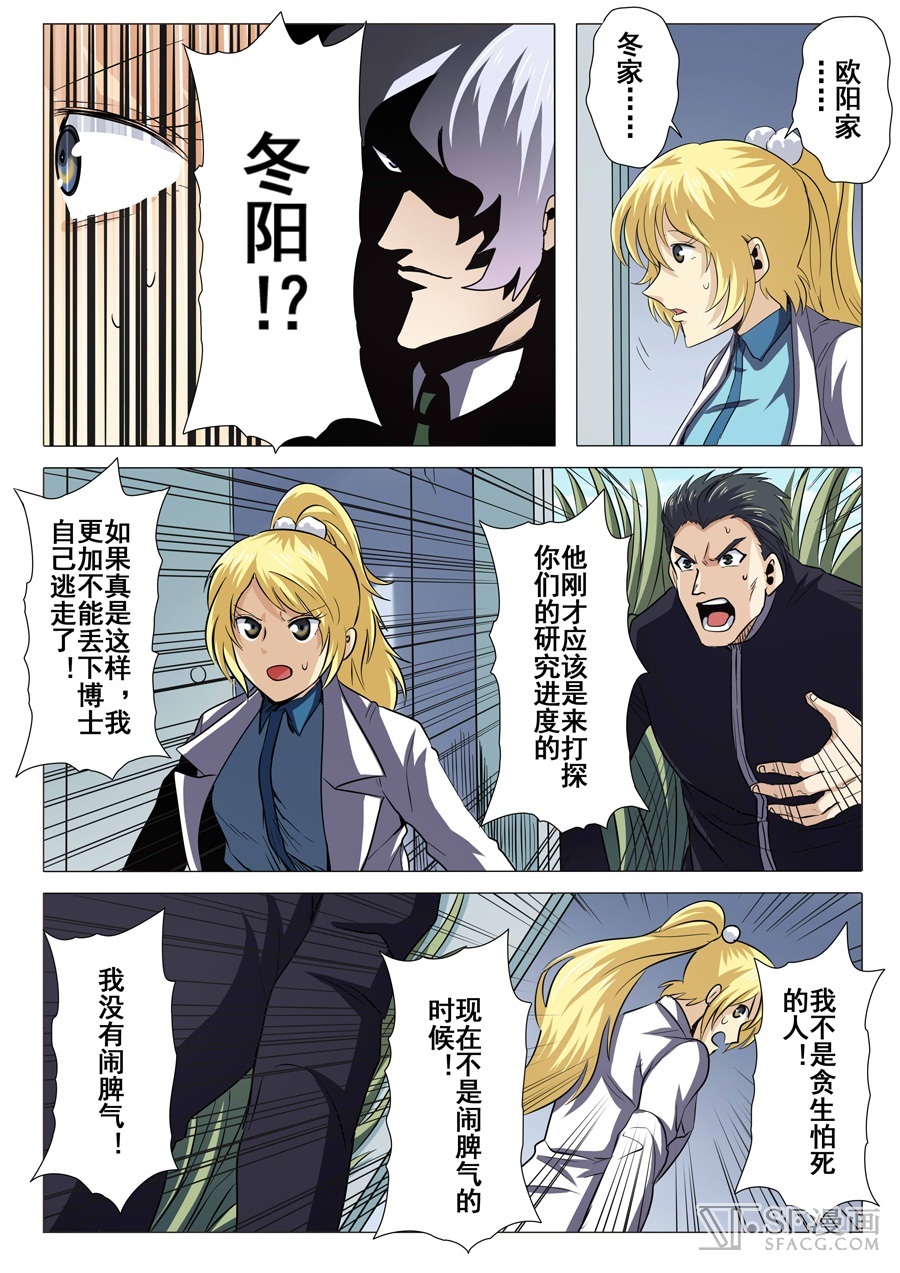 欧阳家
……
冬家……
冬阳!?
他刚才应该是来打探
你们的研究进度的
如果真是这样，我
更加不能丢下博士
自己逃走了！
我不是贪生怕死
的人！
现在不是闹脾气的
时候！
我没有闹脾气！
SF漫画
SFACG.COM